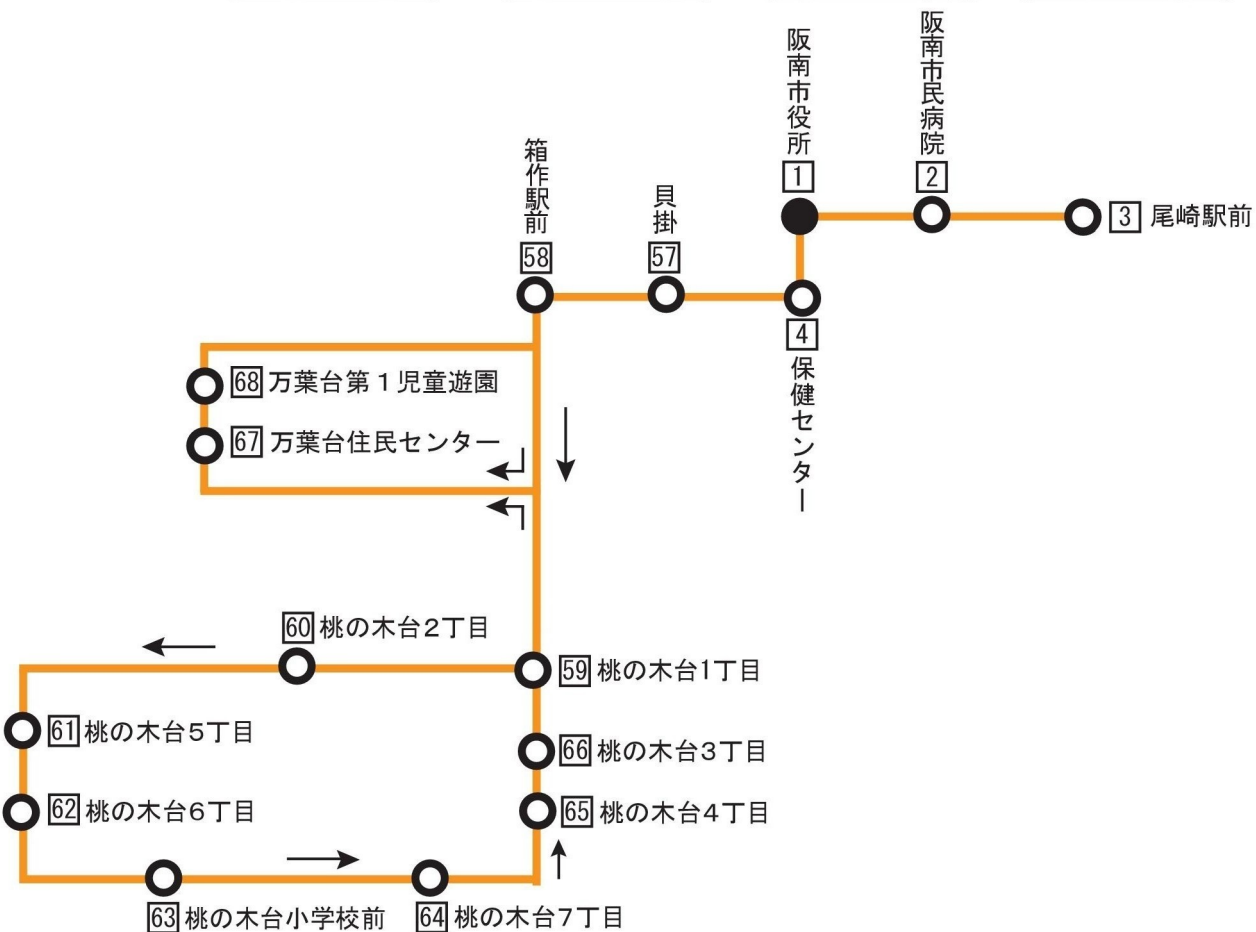 阪南市役所
1
阪南市民病院
2
3 尾崎駅前
箱作駅前
58
貝掛
57
4
保健センター
68 万葉台第1児童遊園
67 万葉台住民センター
60 桃の木台2丁目
59 桃の木台1丁目
61 桃の木台5丁目
66 桃の木台3丁目
62 桃の木台6丁目
65 桃の木台4丁目
63 桃の木台小学校前
64 桃の木台7丁目